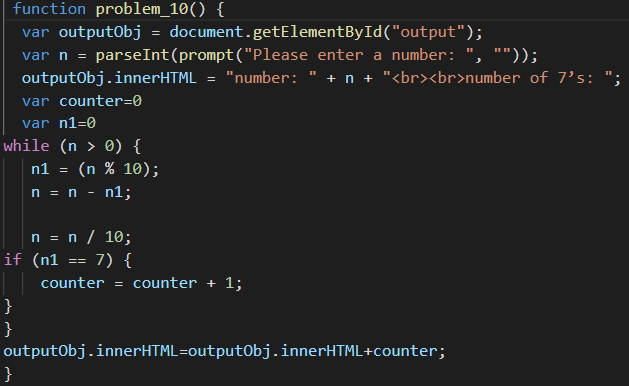 function problem_10() {
var outputObj = document.getElementById("output");
var n = parseInt(prompt("Please enter a number: ", ""));
outputObj.innerHTML = "number: " + n + "<br><br>number of 7’s: ";
var counter=0
var n1=0
while (n > 0) {
n1 = (n % 10);
n = n - n1;
n = n / 10;
if (n1 == 7) {
counter = counter + 1;
}
}
outputObj.innerHTML=outputObj.innerHTML+counter;
}